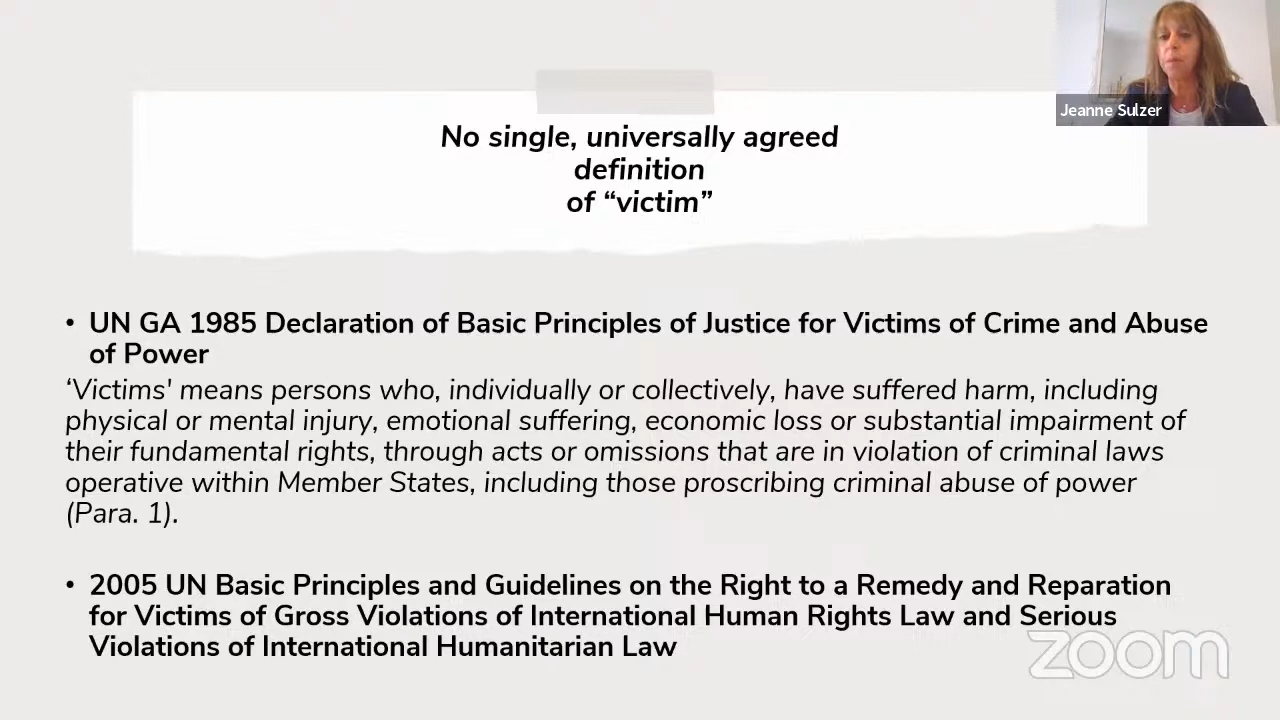 Jeanne Sulzer
No single, universally agreed
definition
of “victim”
• UN GA 1985 Declaration of Basic Principles of Justice for Victims of Crime and Abuse
of Power
‘Victims' means persons who, individually or collectively, have suffered harm, including
physical or mental injury, emotional suffering, economic loss or substantial impairment of
their fundamental rights, through acts or omissions that are in violation of criminal laws
operative within Member States, including those proscribing criminal abuse of power
(Para. 1).
• 2005 UN Basic Principles and Guidelines on the Right to a Remedy and Reparation
for Victims of Gross Violations of International Human Rights Law and Serious
Violations of International Humanitarian Law
zoom